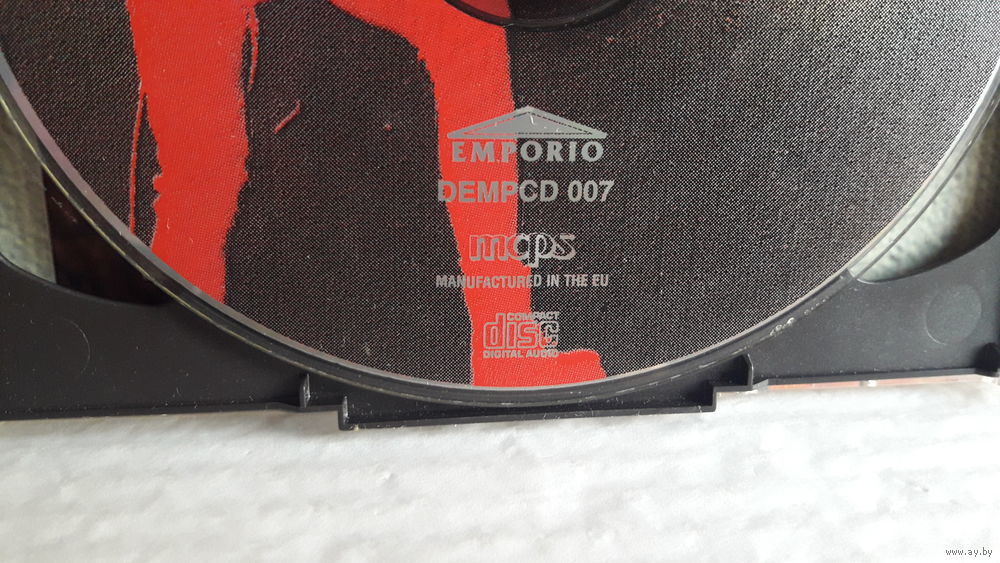 EMPORIO
DEMPCD 007
mcps
MANUFACTURED IN THE EU
COMPACT
disc
DIGITAL AUDIO
www.ay.by